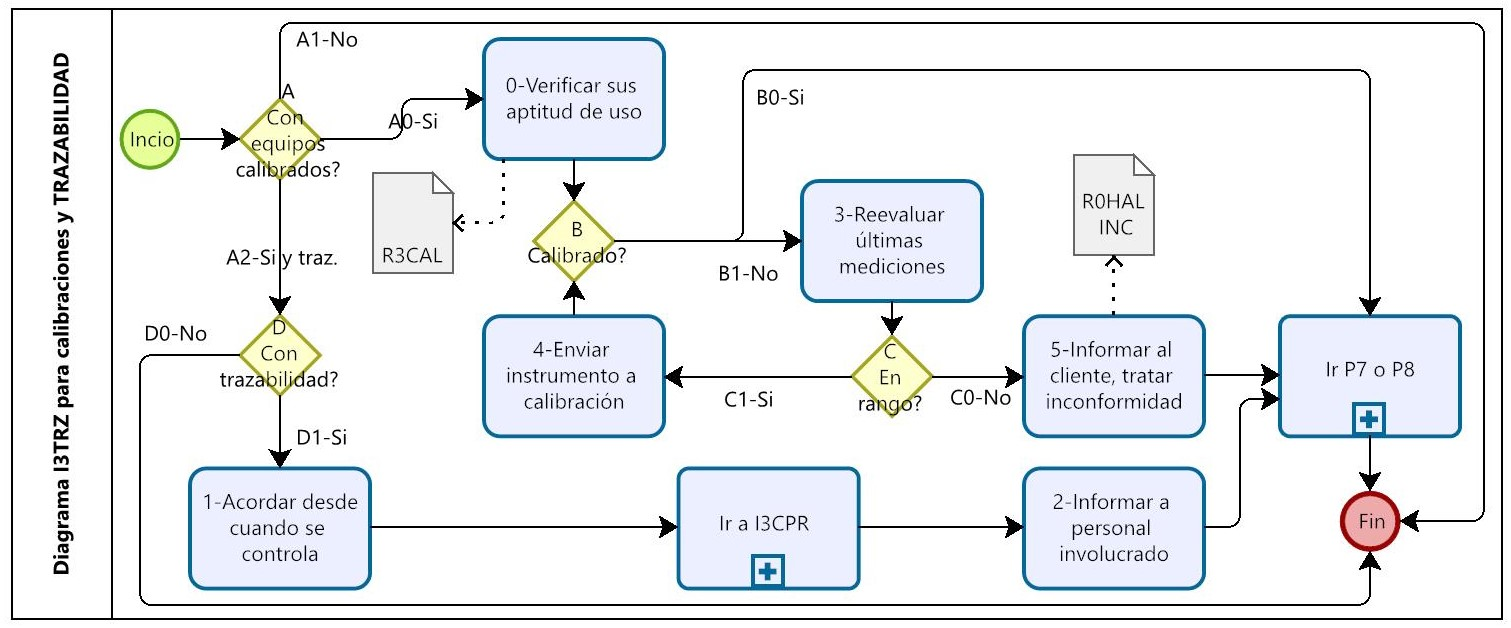 Diagrama I3TRZ para calibraciones y TRAZABILIDAD
A1-No
Incio
A
Con
equipos
calibrados?
A0-Si
0-Verificar sus
aptitud de uso
B0-Si
R3CAL
B
Calibrado?
B1-No
3-Reevaluar
últimas
mediciones
R0HAL
INC
A2-Si y traz.
D0-No
D
Con
trazabilidad?
4-Enviar
instrumento a
calibración
C1-Si
C
En
rango?
C0-No
5-Informar al
cliente, tratar
inconformidad
Ir P7 o P8
D1-Si
1-Acordar desde
cuando se
controla
Ir a I3CPR
2-Informar a
personal
involucrado
Fin